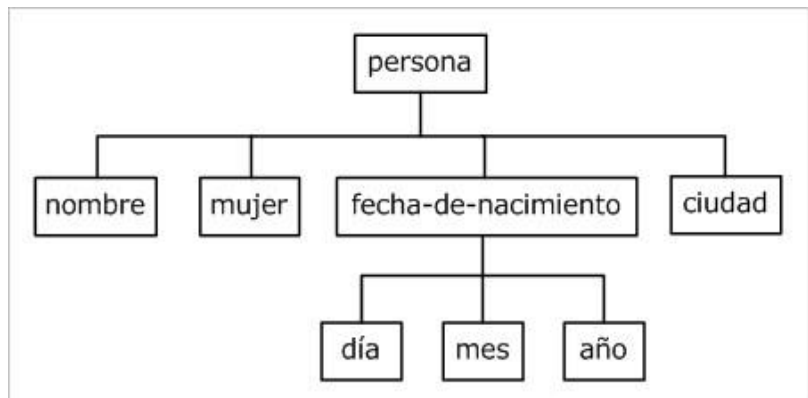 persona
nombre
mujer
fecha-de-nacimiento
ciudad
día
mes
año